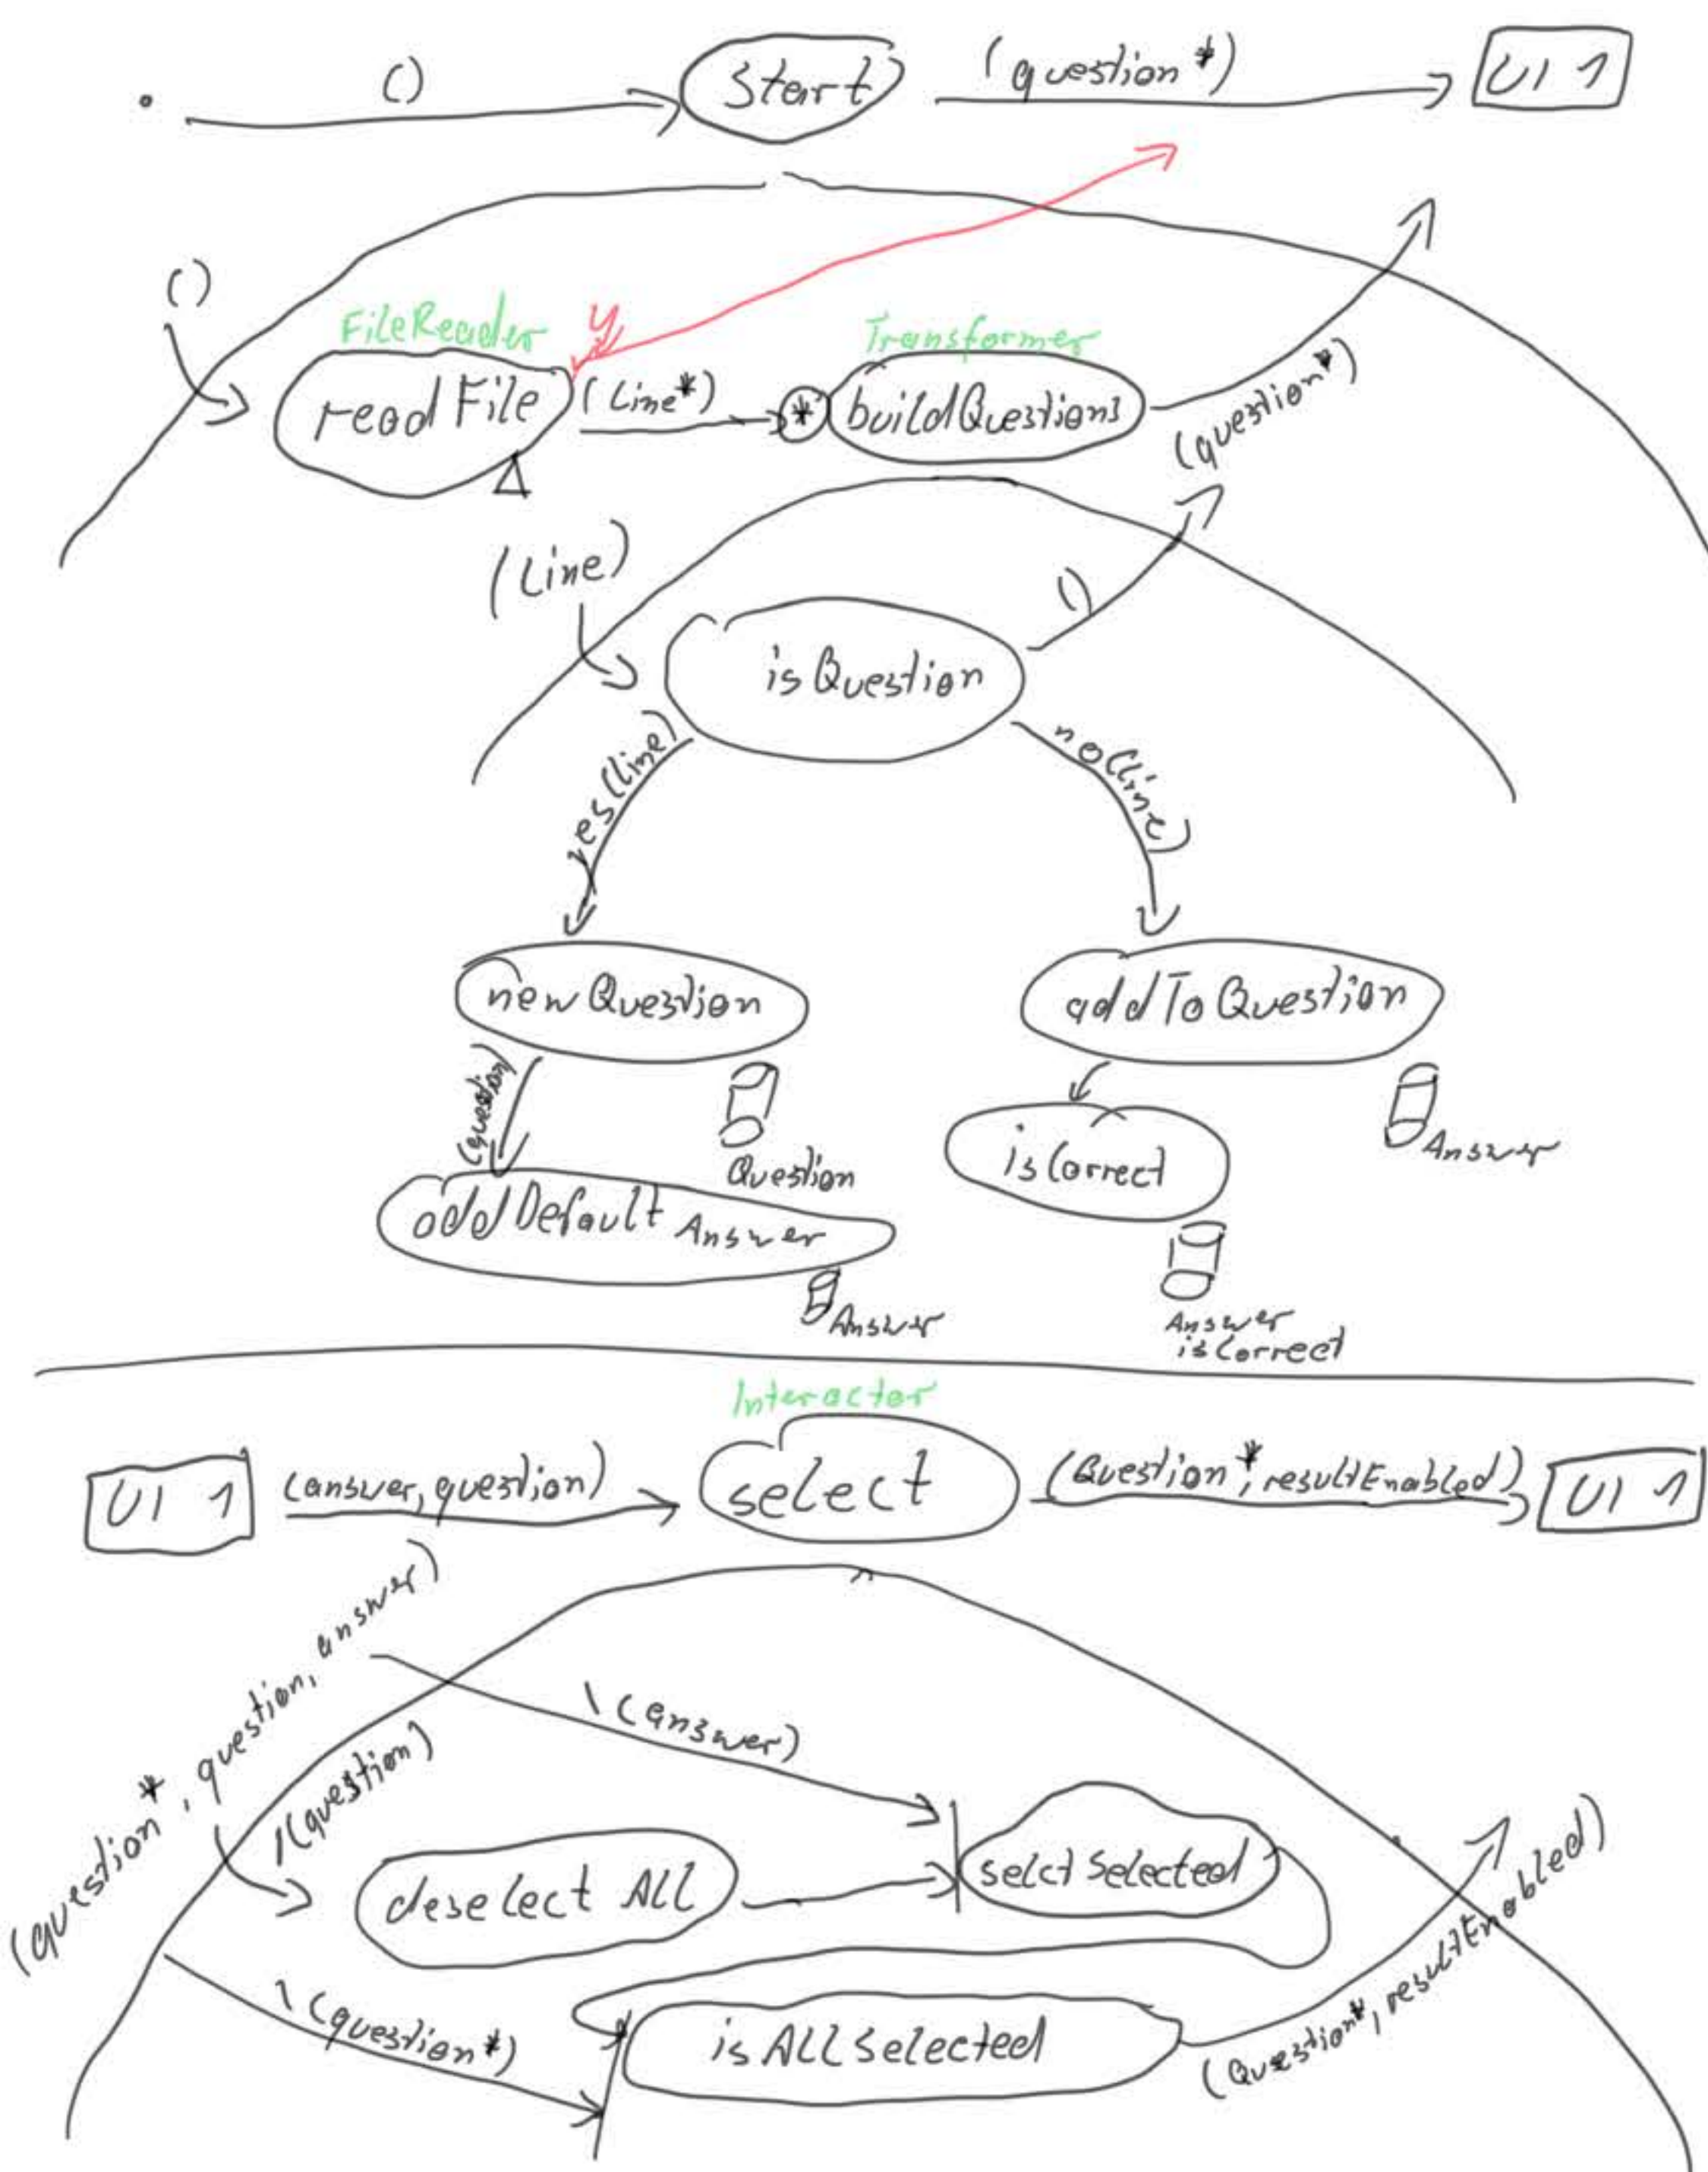 () Start (question*) UI 1
()
FileReader Transformer
readFile (Line*) * buildQuestions (question*)
(Line) ()
isQuestion
yes(line) no(line)
newQuestion addToQuestion
(question) Question isCorrect Answer
addDefault Answer
Answer Answer
isCorrect
Interactor
UI 1 (answer, question) select (Question*, resultEnabled) UI 1
(question*, question, answer)
(answer)
(question)
deselect ALL selct selected
(question*) isALLselected (Question*, resultEnabled)